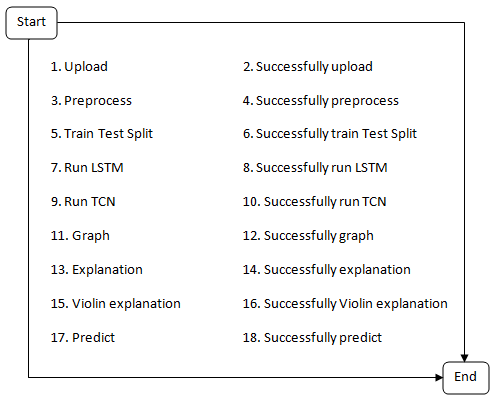 Start
1. Upload 2. Successfully upload
3. Preprocess 4. Successfully preprocess
5. Train Test Split 6. Successfully train Test Split
7. Run LSTM 8. Successfully run LSTM
9. Run TCN 10. Successfully run TCN
11. Graph 12. Successfully graph
13. Explanation 14. Successfully explanation
15. Violin explanation 16. Successfully Violin explanation
17. Predict 18. Successfully predict
End